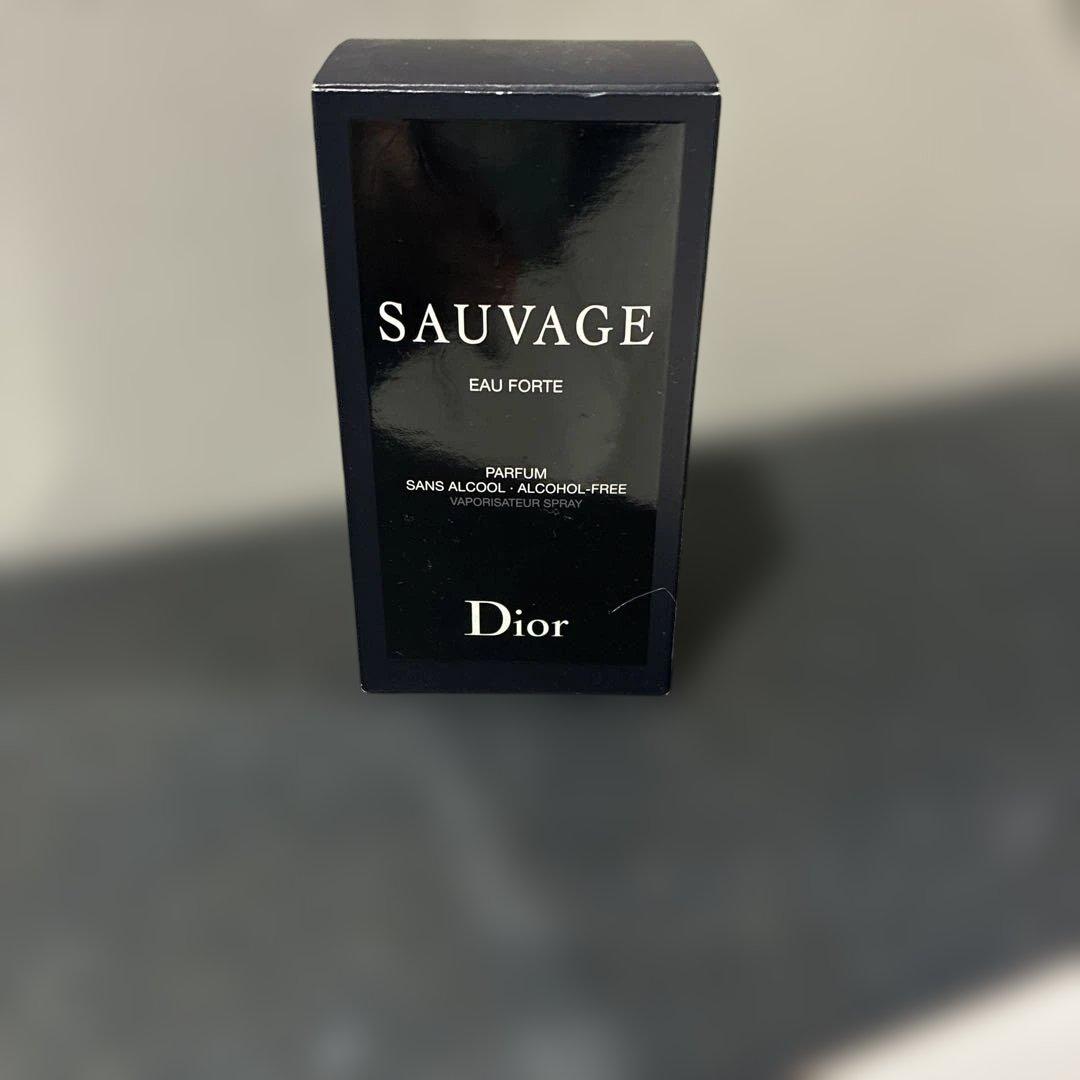 SAUVAGE
EAU FORTE
PARFUM
SANS ALCOOL · ALCOHOL-FREE
VAPORISATEUR SPRAY
Dior